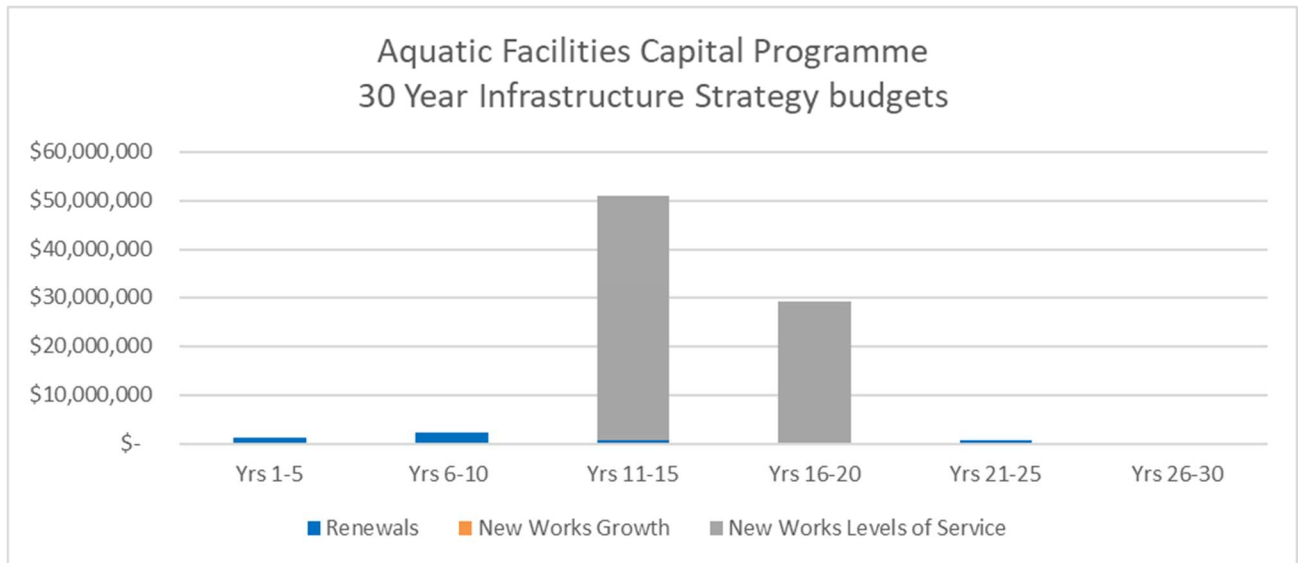 Aquatic Facilities Capital Programme
30 Year Infrastructure Strategy budgets
$60,000,000
$50,000,000
$40,000,000
$30,000,000
$20,000,000
$10,000,000
$-
Yrs 1-5 Yrs 6-10 Yrs 11-15 Yrs 16-20 Yrs 21-25 Yrs 26-30
Renewals New Works Growth New Works Levels of Service